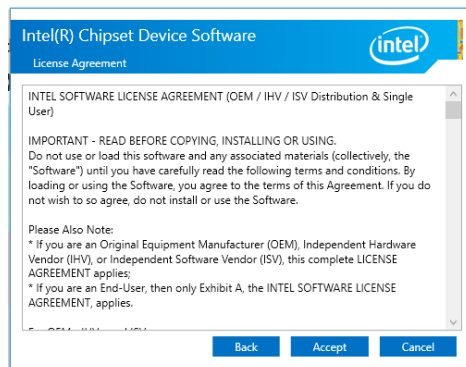 Intel(R) Chipset Device Software
intel
License Agreement
INTEL SOFTWARE LICENSE AGREEMENT (OEM / IHV / ISV Distribution & Single
User)
IMPORTANT - READ BEFORE COPYING, INSTALLING OR USING.
Do not use or load this software and any associated materials (collectively, the
"Software") until you have carefully read the following terms and conditions. By
loading or using the Software, you agree to the terms of this Agreement. If you do
not wish to so agree, do not install or use the Software.
Please Also Note:
* If you are an Original Equipment Manufacturer (OEM), Independent Hardware
Vendor (IHV), or Independent Software Vendor (ISV), this complete LICENSE
AGREEMENT applies;
* If you are an End-User, then only Exhibit A, the INTEL SOFTWARE LICENSE
AGREEMENT, applies.
Back Accept Cancel